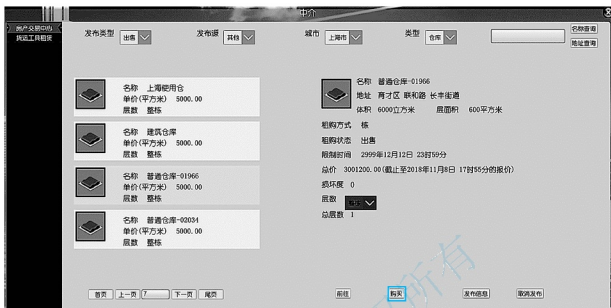 中介
房产交易中心
货运工具租赁
发布类型 出售
发布源 其他
城市 上海市
类型 仓库
名称查询
地址查询
名称 上海使用仓
单价(平方米) 5000.00
层数 整栋
名称 建筑仓库
单价(平方米) 5000.00
层数 整栋
名称 普通仓库-01966
单价(平方米) 5000.00
层数 整栋
名称 普通仓库-02034
单价(平方米) 5000.00
层数 整栋
首页 上一页 7 下一页 尾页
名称 普通仓库-01966
地址 育才区 联和路 长丰街道
体积 6000立方米 层面积 600平方米
租购方式 栋
租购状态 出售
限制时间 2999年12月12日 23时59分
总价 3001200.00(截止至2018年11月8日 17时55分的报价)
损坏度 0
层数
总层数 1
前往 购买 发布信息 取消发布
所有